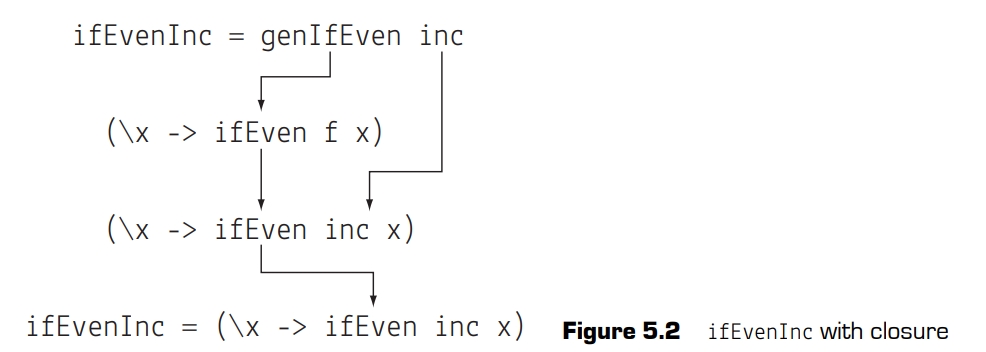 ifEvenInc = genIfEven inc
(\x -> ifEven f x)
(\x -> ifEven inc x)
ifEvenInc = (\x -> ifEven inc x)
Figure 5.2 ifEvenInc with closure